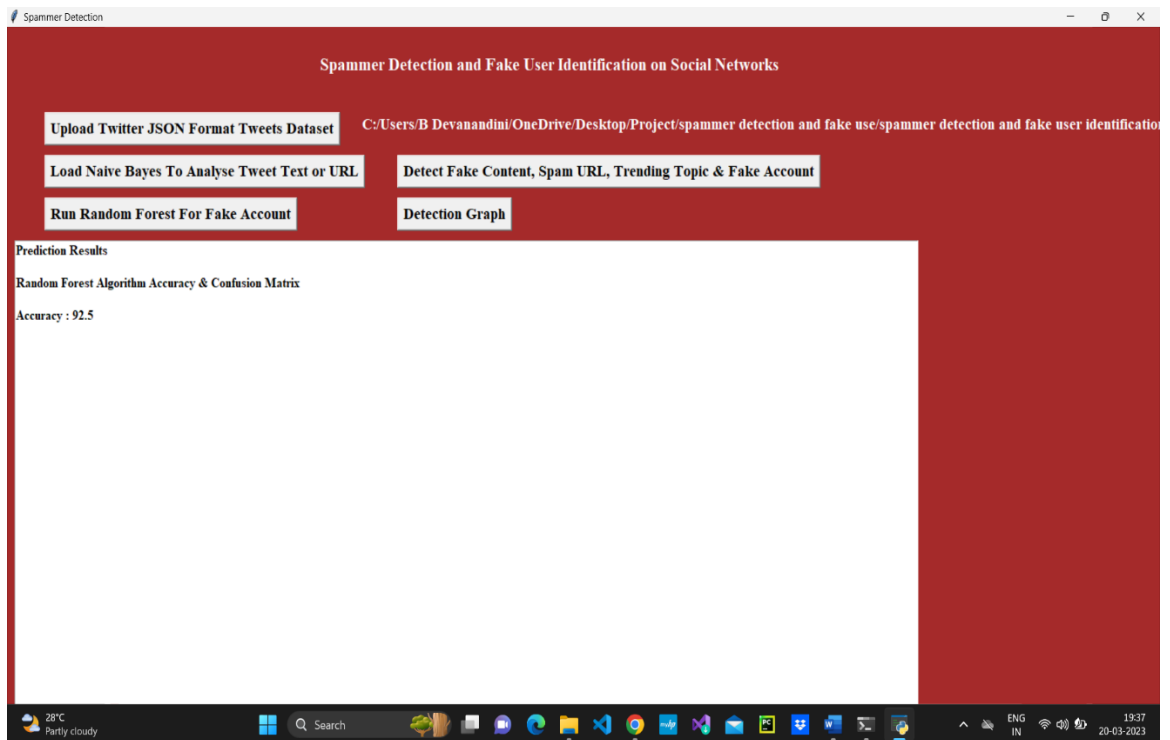 Spammer Detection
Spammer Detection and Fake User Identification on Social Networks
Upload Twitter JSON Format Tweets Dataset
C:/Users/B Devanandini/OneDrive/Desktop/Project/spammer detection and fake use/spammer detection and fake user identification
Load Naive Bayes To Analyse Tweet Text or URL
Detect Fake Content, Spam URL, Trending Topic & Fake Account
Run Random Forest For Fake Account
Detection Graph
Prediction Results
Random Forest Algorithm Accuracy & Confusion Matrix
Accuracy : 92.5
28°C
Partly cloudy
Search
ENG
IN
19:37
20-03-2023